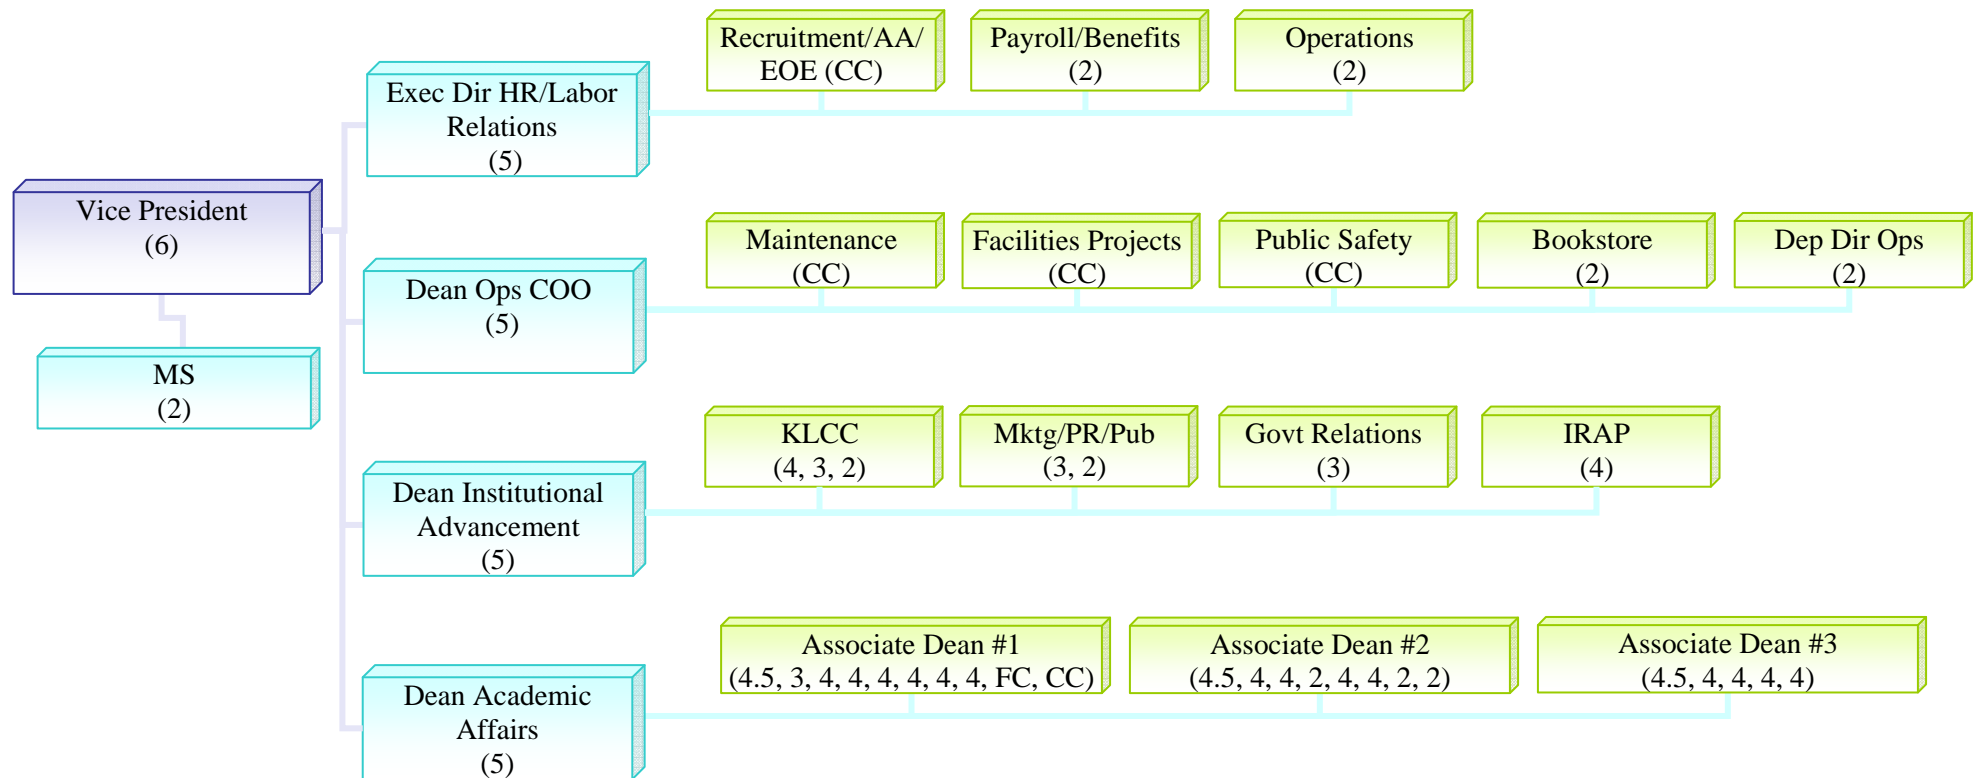 Recruitment/AA/
EOE (CC)
Payroll/Benefits
(2)
Operations
(2)
Exec Dir HR/Labor
Relations
(5)
Vice President
(6)
MS
(2)
Maintenance
(CC)
Facilities Projects
(CC)
Public Safety
(CC)
Bookstore
(2)
Dep Dir Ops
(2)
Dean Ops COO
(5)
KLCC
(4, 3, 2)
Mktg/PR/Pub
(3, 2)
Govt Relations
(3)
IRAP
(4)
Dean Institutional
Advancement
(5)
Associate Dean #1
(4.5, 3, 4, 4, 4, 4, 4, 4, FC, CC)
Associate Dean #2
(4.5, 4, 4, 2, 4, 4, 2, 2)
Associate Dean #3
(4.5, 4, 4, 4, 4)
Dean Academic
Affairs
(5)